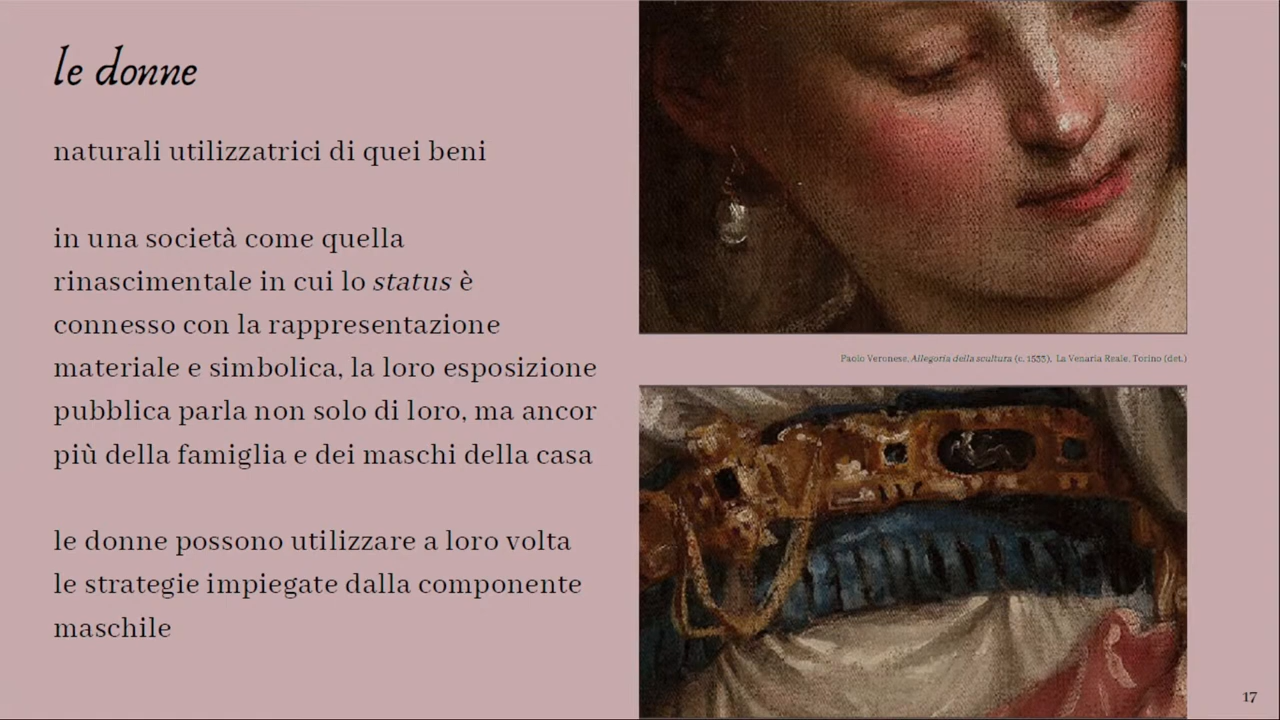 le donne
naturali utilizzatrici di quei beni
in una società come quella
rinascimentale in cui lo status è
connesso con la rappresentazione
materiale e simbolica, la loro esposizione
pubblica parla non solo di loro, ma ancor
più della famiglia e dei maschi della casa
le donne possono utilizzare a loro volta
le strategie impiegate dalla componente
maschile
Paolo Veronese, Allegoria della scultura (c. 1553), La Venaria Reale, Torino (det.)
17